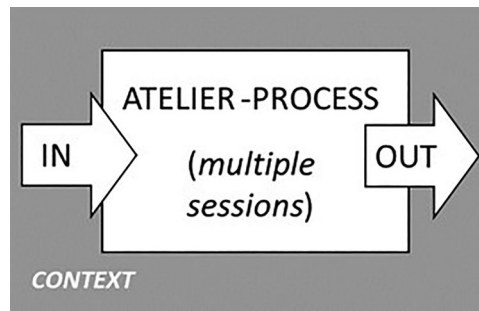 ATELIER-PROCESS
IN
(multiple
sessions)
OUT
CONTEXT